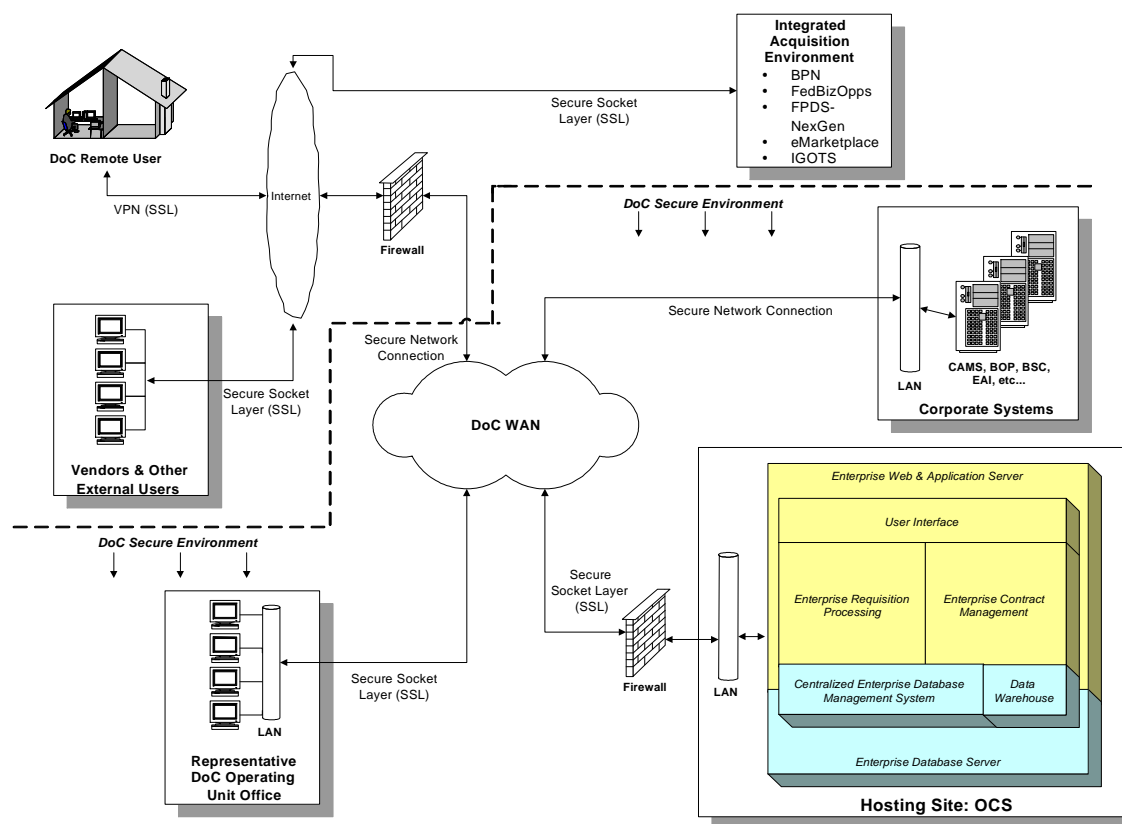 Integrated
Acquisition
Environment
• BPN
• FedBizOpps
• FPDS-
NexGen
• eMarketplace
• IGOTS
Secure Socket
Layer (SSL)
DoC Remote User
VPN (SSL)
Internet
Firewall
DoC Secure Environment
Secure Network Connection
LAN
CAMS, BOP, BSC,
EAI, etc...
Corporate Systems
Secure Network
Connection
Secure Socket
Layer (SSL)
Vendors & Other
External Users
DoC WAN
DoC Secure Environment
Secure Socket
Layer (SSL)
LAN
Representative
DoC Operating
Unit Office
Secure
Socket Layer
(SSL)
Firewall
LAN
Enterprise Web & Application Server
User Interface
Enterprise Requisition
Processing
Enterprise Contract
Management
Centralized Enterprise Database
Management System
Data
Warehouse
Enterprise Database Server
Hosting Site: OCS